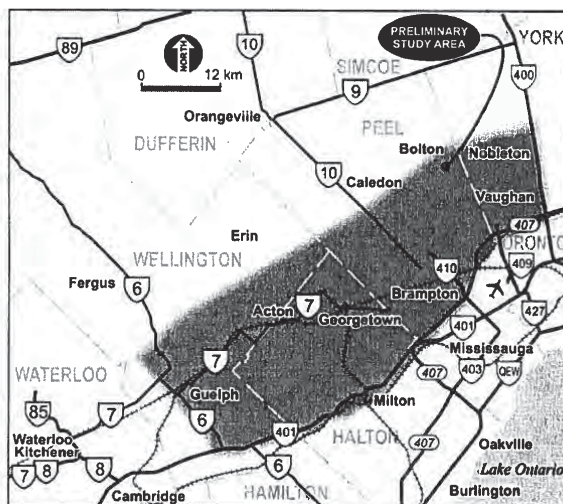 PRELIMINARY
STUDY AREA
YORK
89
NORTH
10
SIMCOE
400
0 12 km
9
Orangeville
DUFFERIN
PEEL
Bolton
Nobleton
10
Caledon
Vaughan
407
Erin
TORONTO
WELLINGTON
410
409
Fergus
6
Brampton
7
Acton
Georgetown
427
401
7
Mississauga
WATERLOO
407
403
QEW
Guelph
85
7
6
Milton
401
Waterloo
Kitchener
HALTON
407
Oakville
7
8
8
6
Lake Ontario
Cambridge
HAMILTON
Burlington